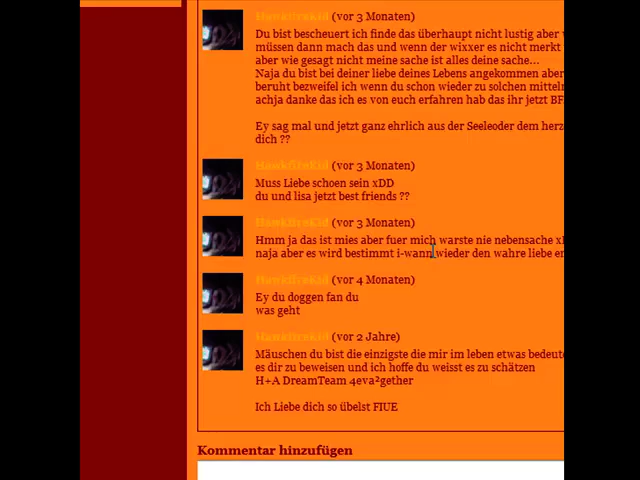 (vor 3 Monaten)
Du bist bescheuert ich finde das überhaupt nicht lustig aber
müssen dann mach das und wenn der wixxer es nicht merkt
aber wie gesagt nicht meine sache ist alles deine sache...
Naja du bist bei deiner liebe deines Lebens angekommen aber
beruht bezweifel ich wenn du schon wieder zu solchen
achja danke das ich es von euch erfahren hab das ihr jetzt BF
Ey sag mal und jetzt ganz ehrlich aus der Seeleoder dem herz
dich ??
(vor 3 Monaten)
Muss Liebe schoen sein xDD
du und lisa jetzt best friends ??
(vor 3 Monaten)
Hmm ja das ist mies aber fuer mich warste nie nebensache
naja aber es wird bestimmt i-wann wieder den wahre liebe
(vor 4 Monaten)
Ey du doggen fan du
was geht
(vor 2 Jahre)
Mäuschen du bist die einzigste die mir im leben etwas
es dir zu beweisen und ich hoffe du weisst es zu schätzen
H+A DreamTeam 4eva²gether
Ich Liebe dich so übelst FIUE
Kommentar hinzufügen